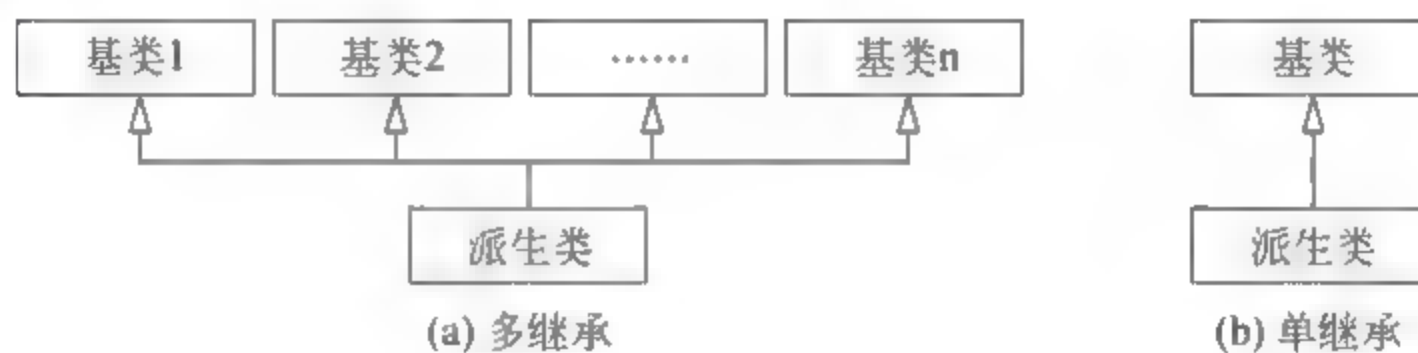 基类1 基类2 …… 基类n 基类
派生类 派生类
(a) 多继承 (b) 单继承